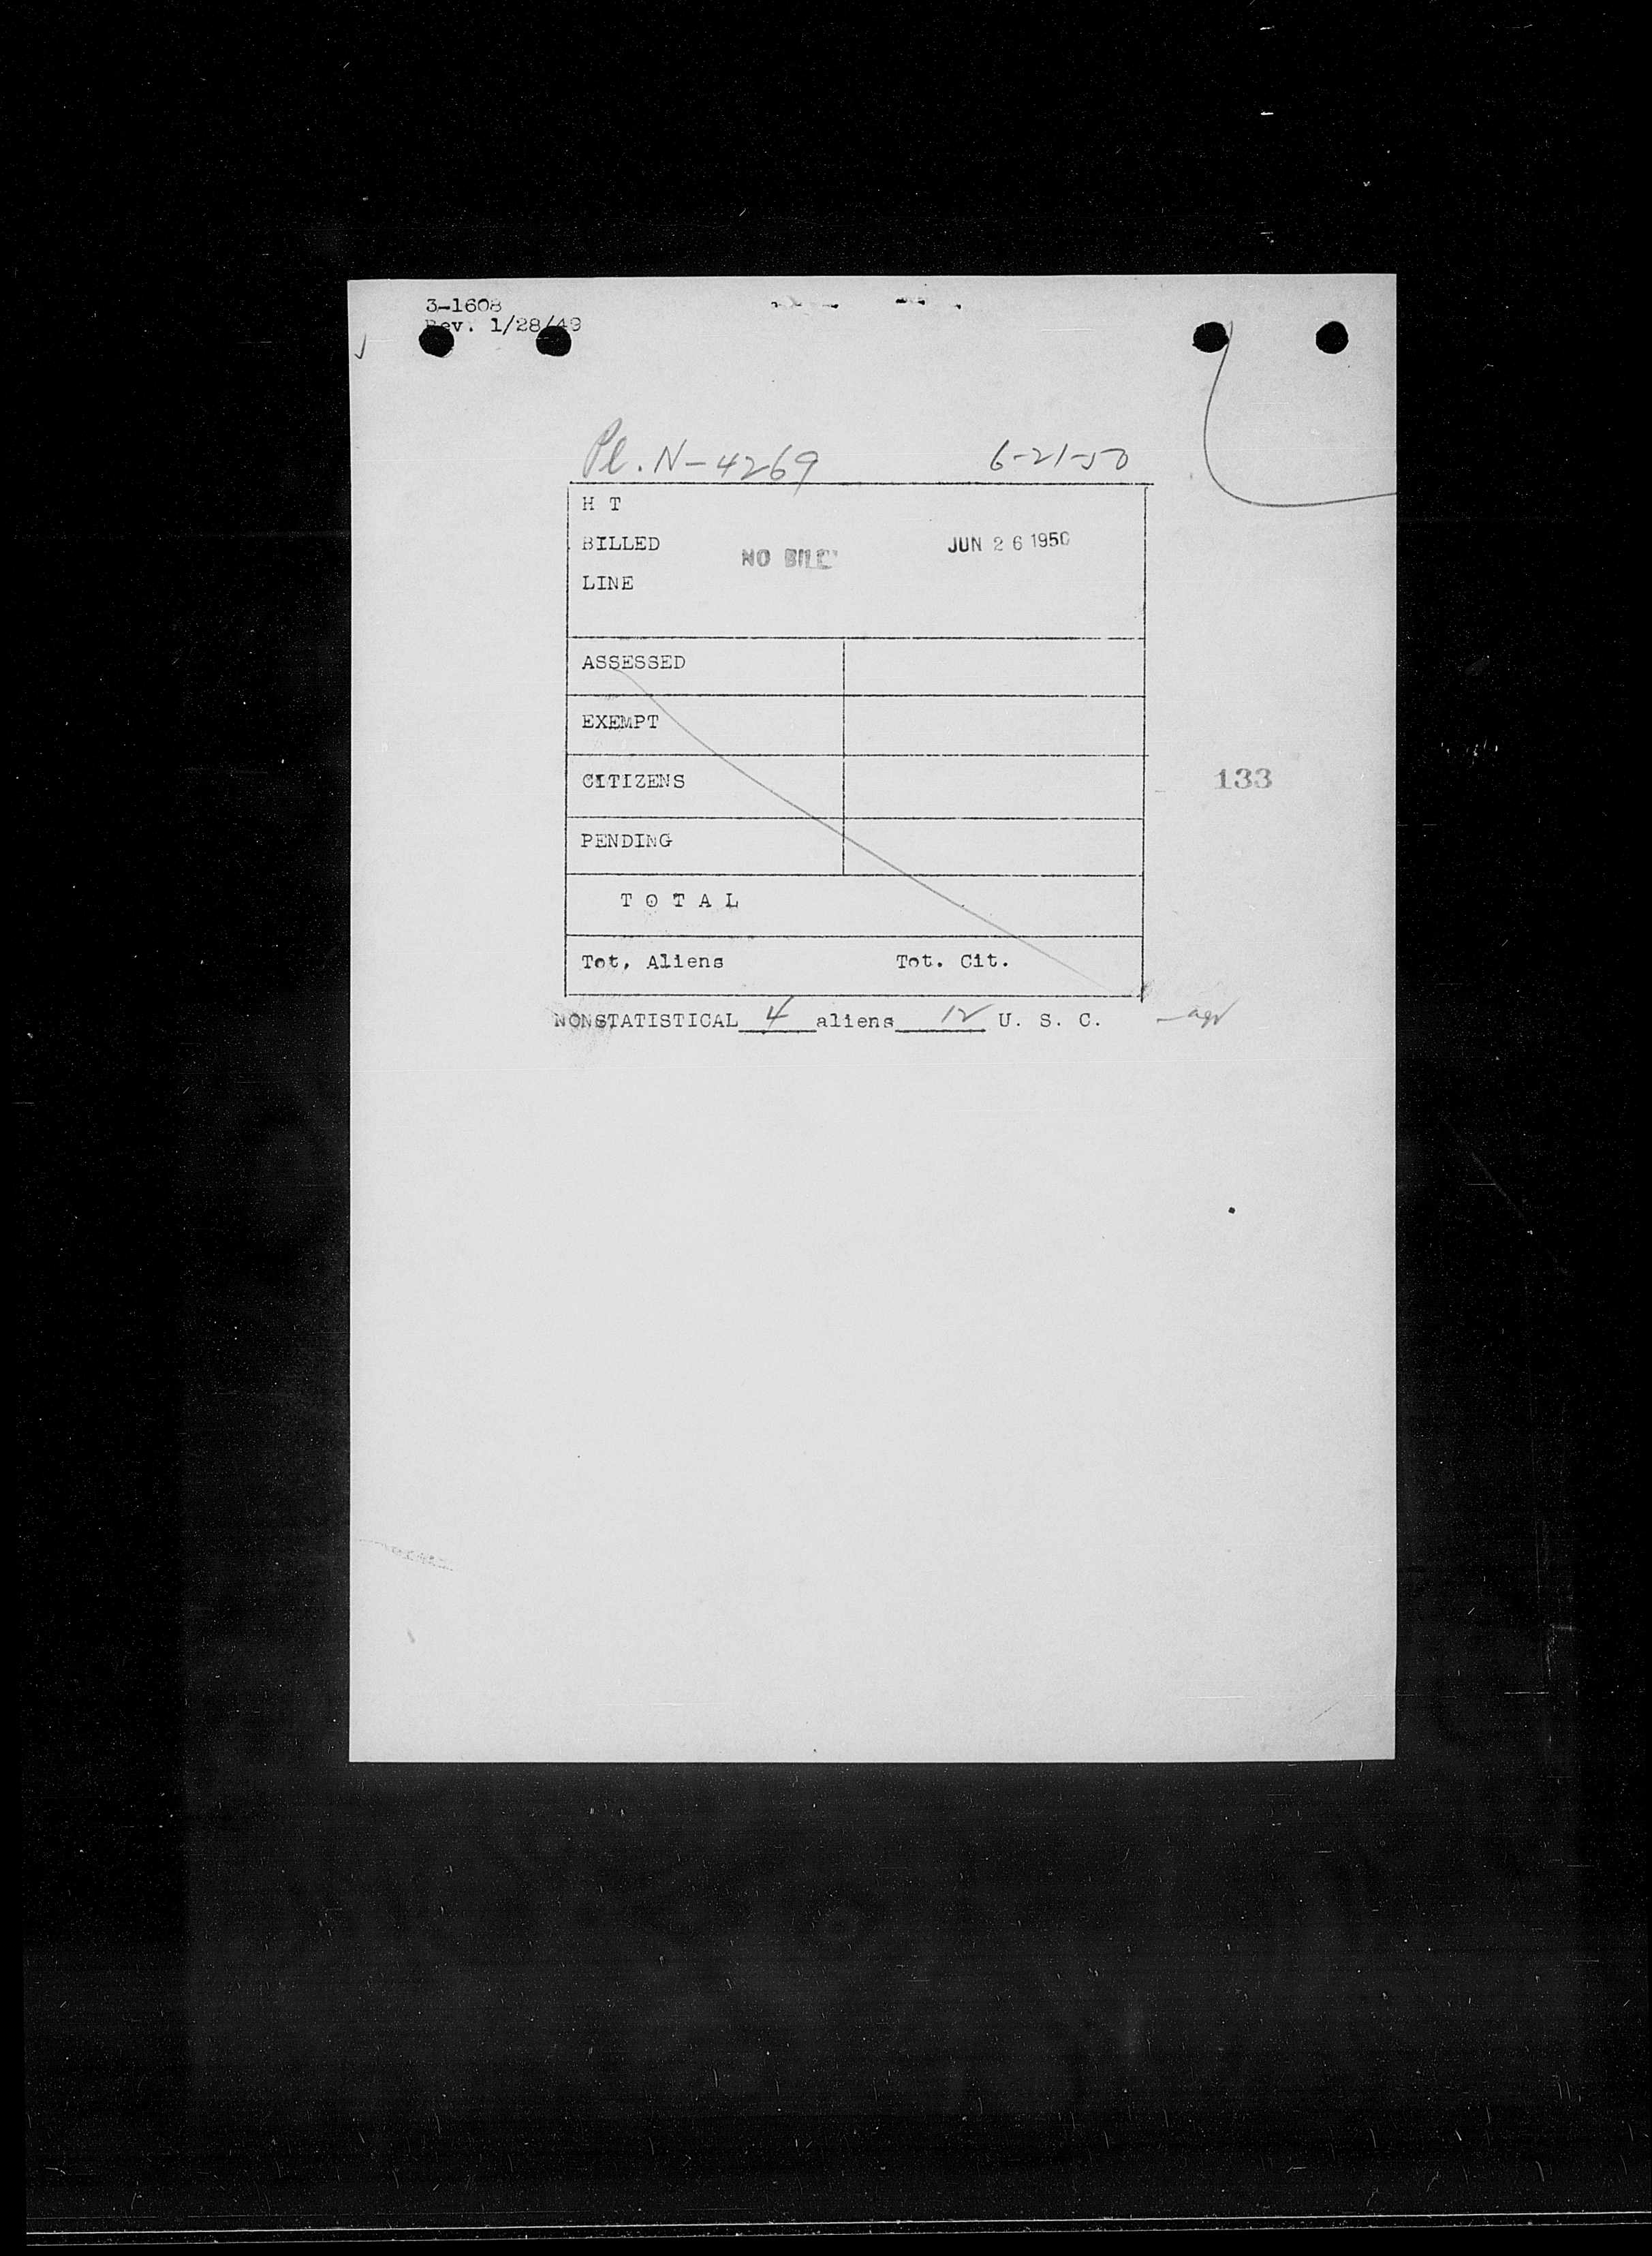 3-1608
Rev. 1/28/49
Pl. N-4269 6-21-50
H T
BILLED NO BILL JUN 26 1950
LINE
ASSESSED
EXEMPT
CITIZENS
133
PENDING
T O T A L
Tot. Aliens Tot. Cit.
NONSTATISTICAL 4 aliens 12 U. S. C.